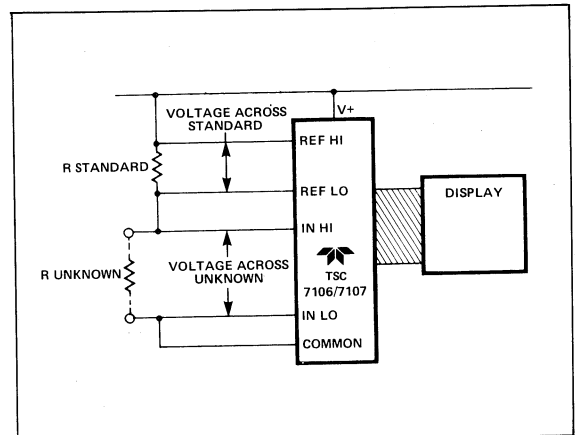 V+
VOLTAGE ACROSS
STANDARD
REF HI
R STANDARD
REF LO
DISPLAY
IN HI
R UNKNOWN
VOLTAGE ACROSS
UNKNOWN
TSC
7106/7107
IN LO
COMMON